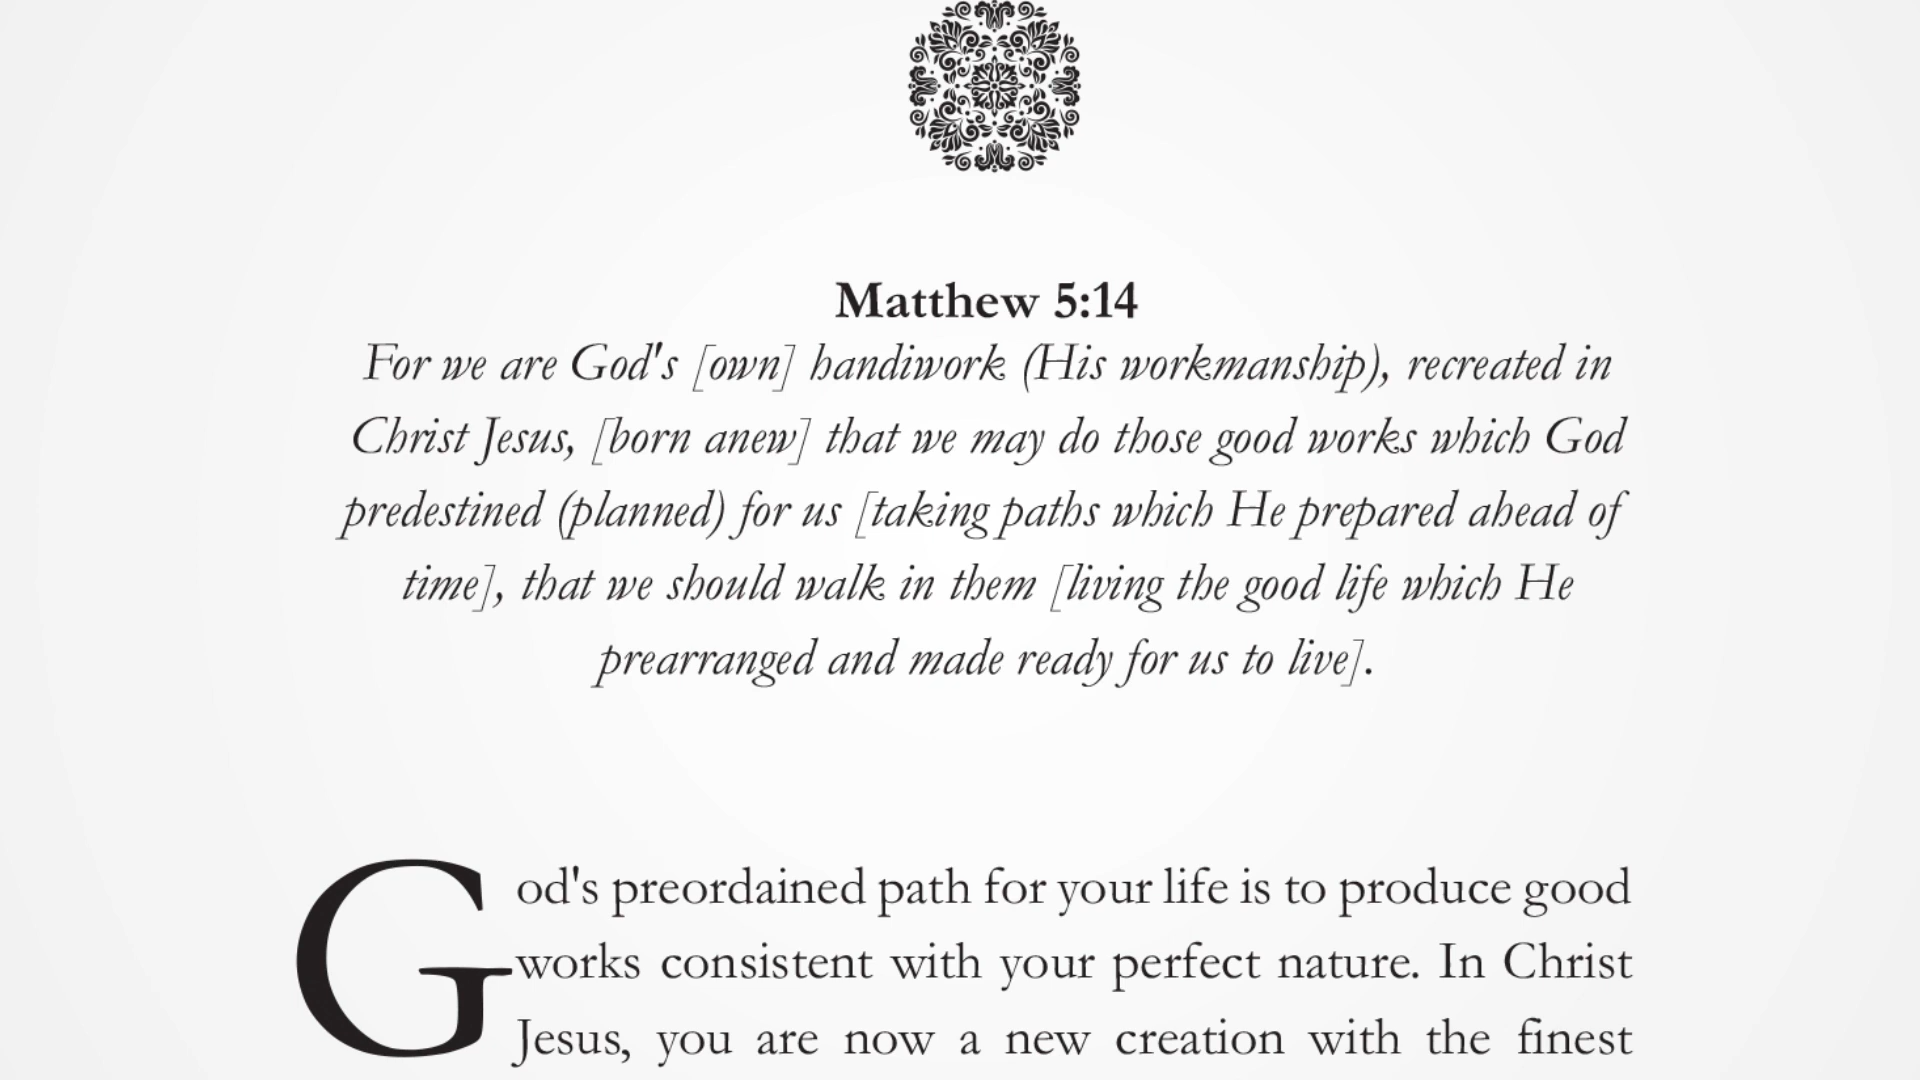 Matthew 5:14
For we are God's [own] handiwork (His workmanship), recreated in
Christ Jesus, [born anew] that we may do those good works which God
predestined (planned) for us [taking paths which He prepared ahead of
time], that we should walk in them [living the good life which He
prearranged and made ready for us to live].
God's preordained path for your life is to produce good
works consistent with your perfect nature. In Christ
Jesus, you are now a new creation with the finest